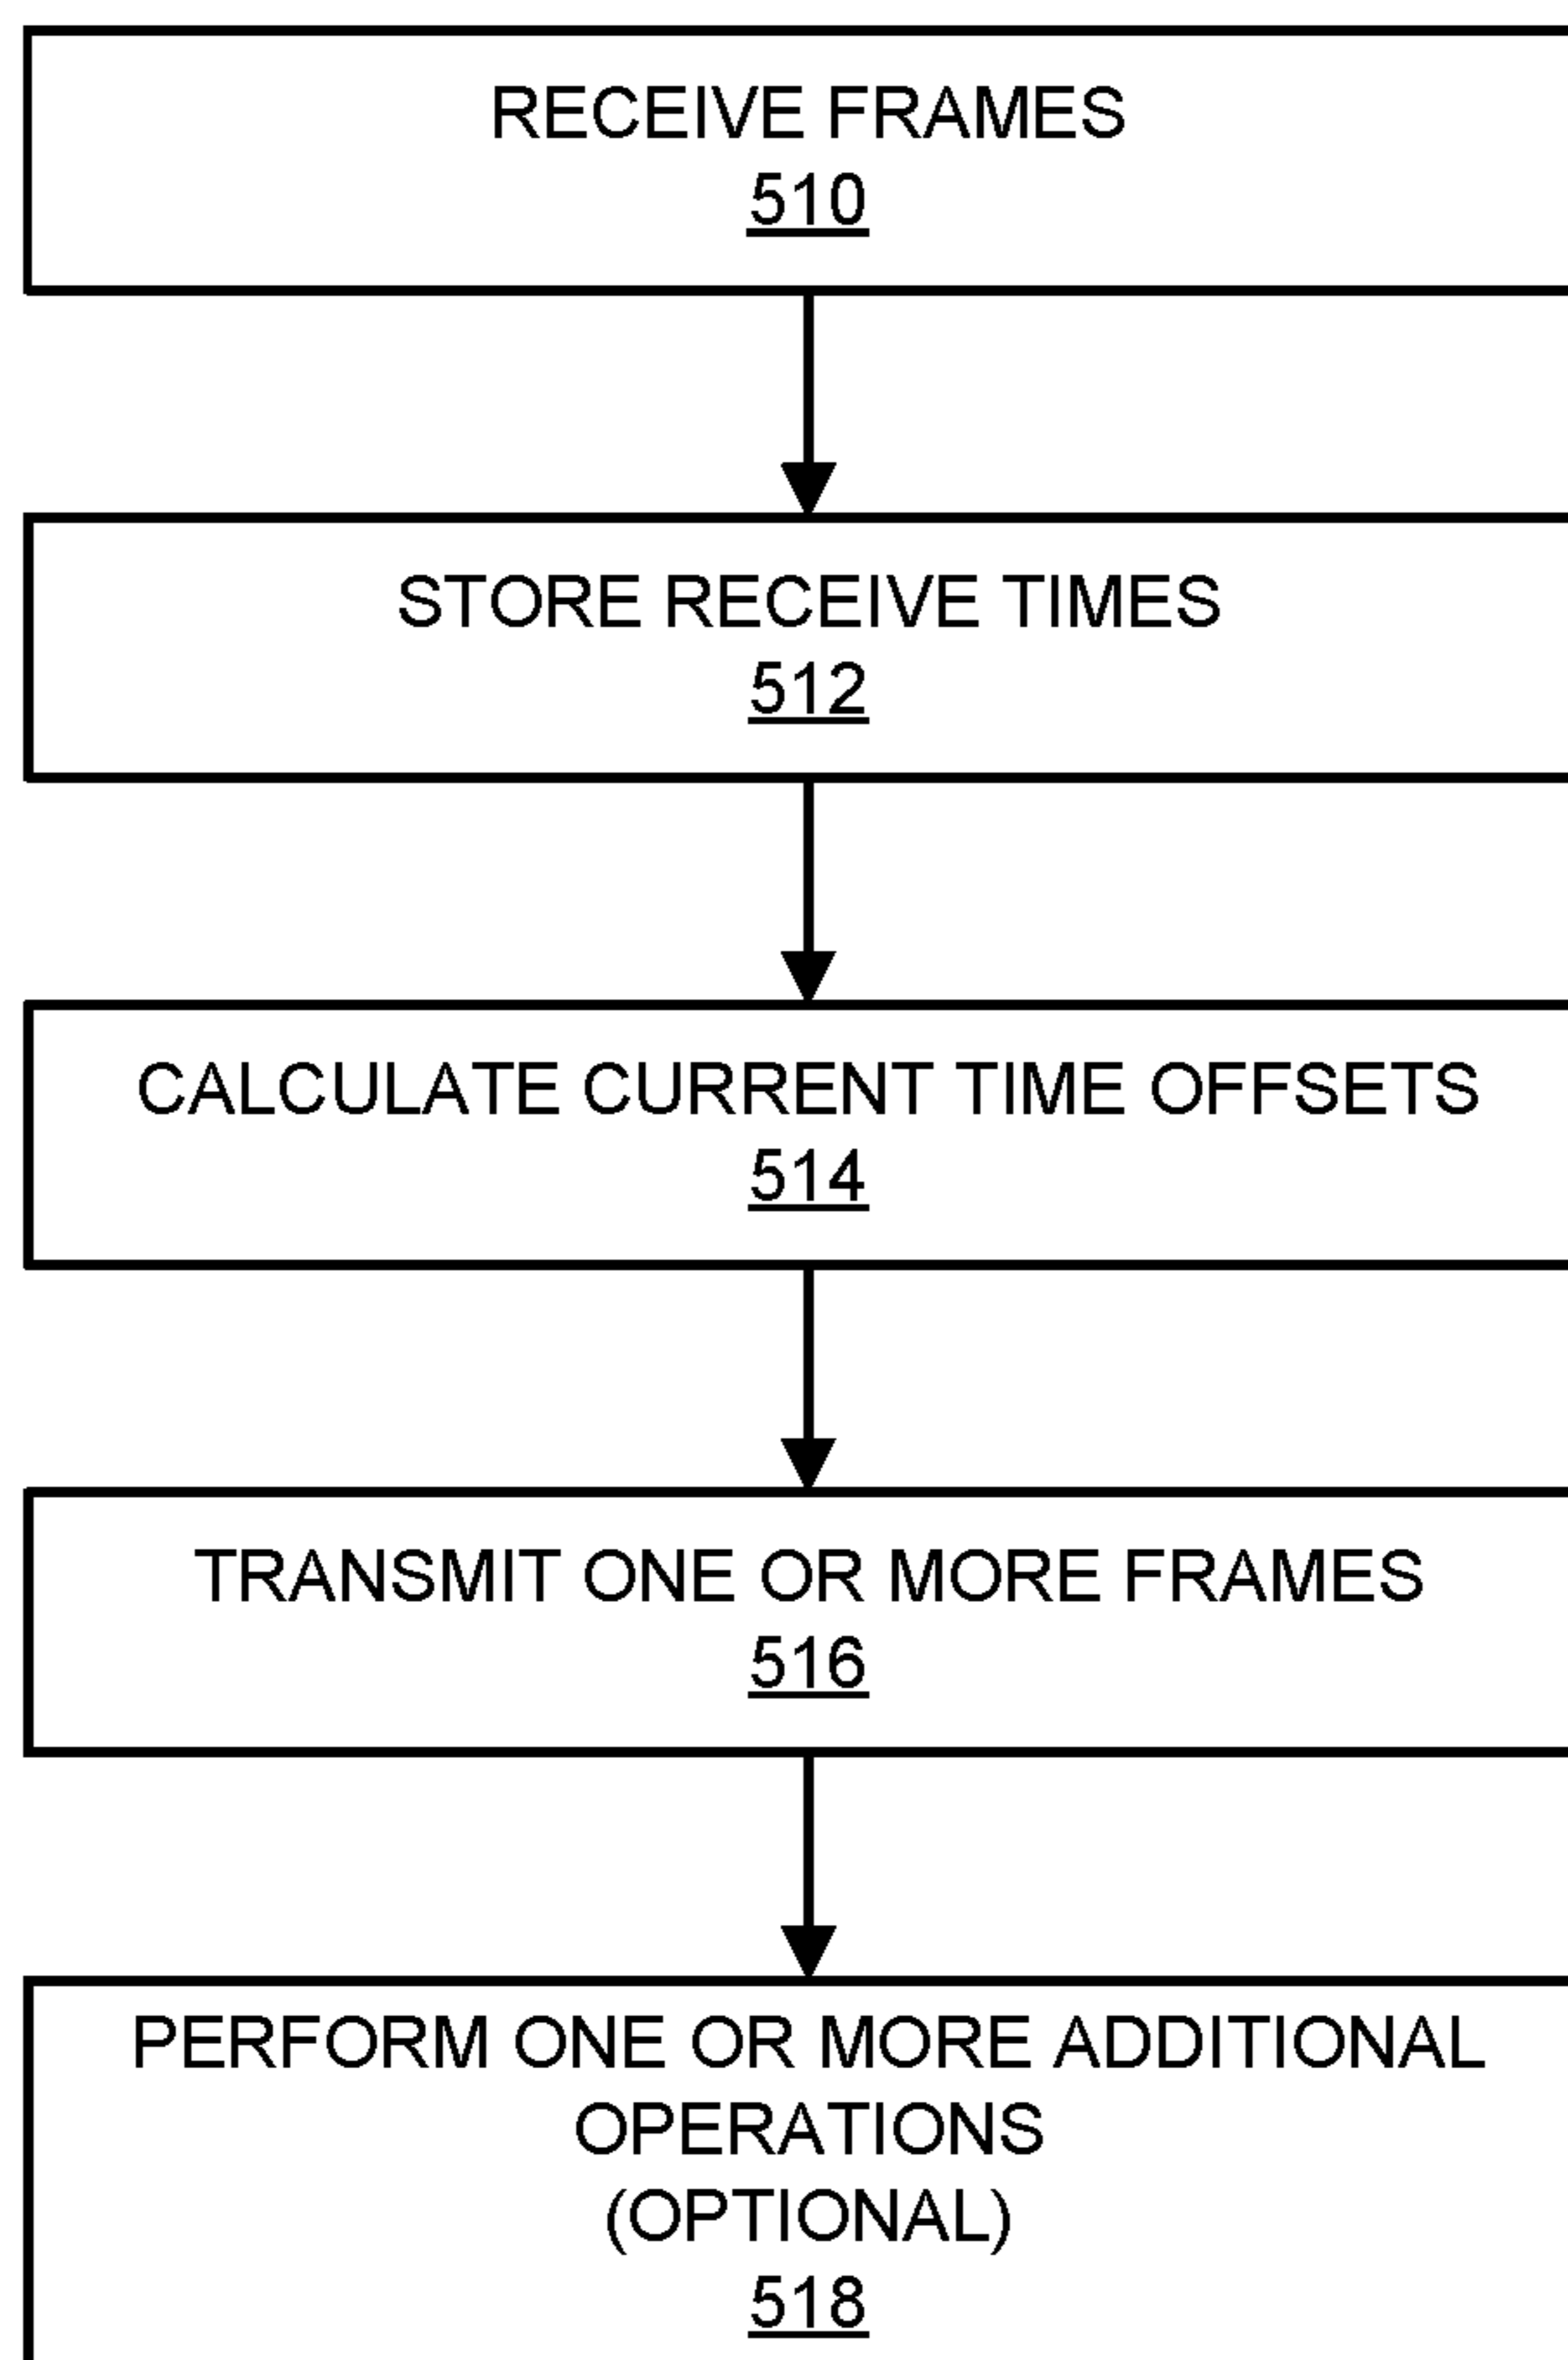 RECEIVE FRAMES
510
STORE RECEIVE TIMES
512
CALCULATE CURRENT TIME OFFSETS
514
TRANSMIT ONE OR MORE FRAMES
516
PERFORM ONE OR MORE ADDITIONAL
OPERATIONS
(OPTIONAL)
518